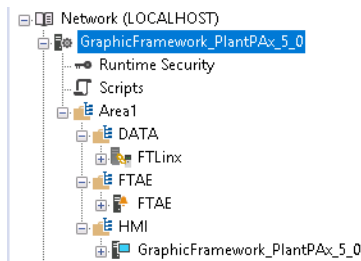 Network (LOCALHOST)
GraphicFramework_PlantPAx_5_0
Runtime Security
Scripts
Area1
DATA
FTLinx
FTAE
FTAE
HMI
GraphicFramework_PlantPAx_5_0